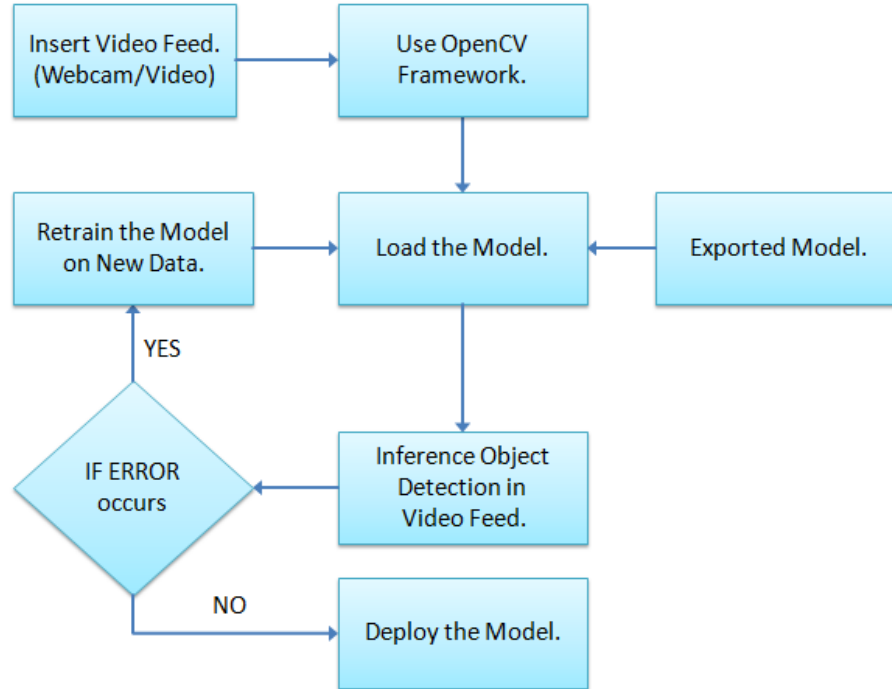 Insert Video Feed.
(Webcam/Video)
Use OpenCV
Framework.
Retrain the Model
on New Data.
Load the Model.
Exported Model.
YES
IF ERROR
occurs
Inference Object
Detection in
Video Feed.
NO
Deploy the Model.